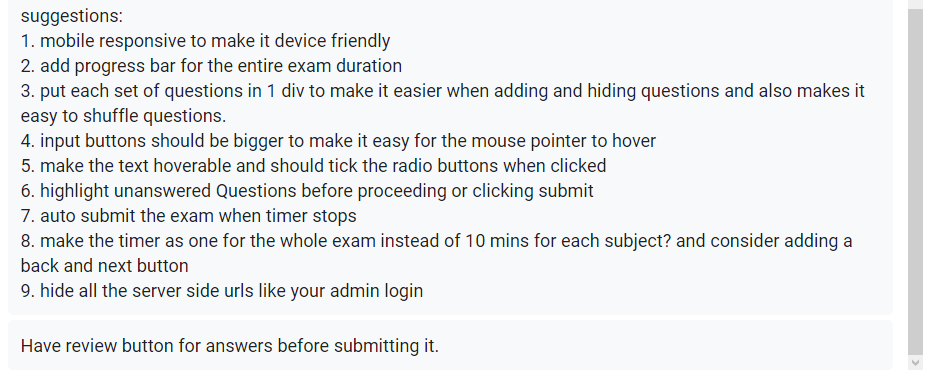 suggestions:
1. mobile responsive to make it device friendly
2. add progress bar for the entire exam duration
3. put each set of questions in 1 div to make it easier when adding and hiding questions and also makes it
easy to shuffle questions.
4. input buttons should be bigger to make it easy for the mouse pointer to hover
5. make the text hoverable and should tick the radio buttons when clicked
6. highlight unanswered Questions before proceeding or clicking submit
7. auto submit the exam when timer stops
8. make the timer as one for the whole exam instead of 10 mins for each subject? and consider adding a
back and next button
9. hide all the server side urls like your admin login
Have review button for answers before submitting it.